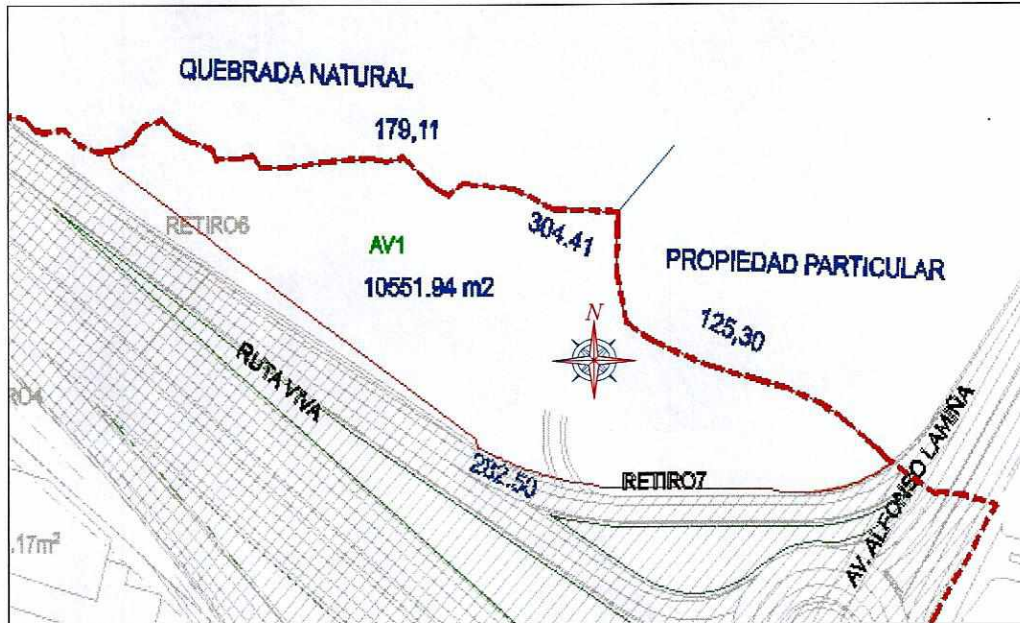 QUEBRADA NATURAL
179,11
RETIRO6
304.41
AV1
PROPIEDAD PARTICULAR
10551.94 m2
N
125,30
RUTA VIVA
AV. ALFONSO LAMIÑA
282.50
RETIRO7
.17m²